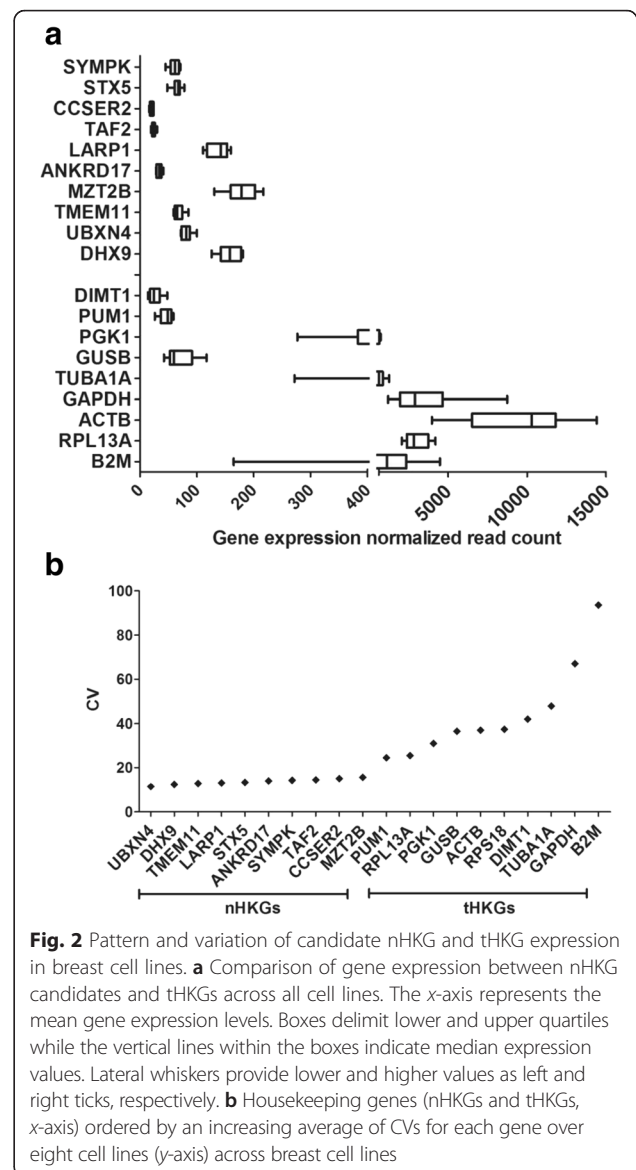 a
SYMPK
STX5
CCSER2
TAF2
LARP1
ANKRD17
MZT2B
TMEM11
UBXN4
DHX9
DIMT1
PUM1
PGK1
GUSB
TUBA1A
GAPDH
ACTB
RPL13A
B2M
0 100 200 300 400 5000 10000 15000
Gene expression normalized read count
b
100
80
60
40
20
0
CV
UBXN4 DHX9 TMEM11 LARP1 STX5 ANKRD17 SYMPK TAF2 CCSER2 MZT2B PUM1 RPL13A PGK1 GUSB ACTB RPS18 DIMT1 TUBA1A GAPDH B2M
nHKGs tHKGs
Fig. 2 Pattern and variation of candidate nHKG and tHKG expression
in breast cell lines. a Comparison of gene expression between nHKG
candidates and tHKGs across all cell lines. The x-axis represents the
mean gene expression levels. Boxes delimit lower and upper quartiles
while the vertical lines within the boxes indicate median expression
values. Lateral whiskers provide lower and higher values as left and
right ticks, respectively. b Housekeeping genes (nHKGs and tHKGs,
x-axis) ordered by an increasing average of CVs for each gene over
eight cell lines (y-axis) across breast cell lines